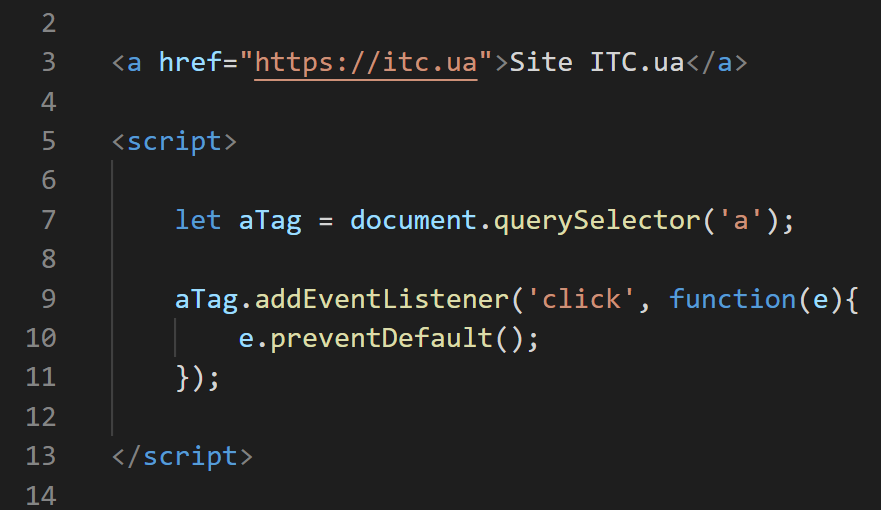 2
3 <a href="https://itc.ua">Site ITC.ua</a>
4
5 <script>
6
7 let aTag = document.querySelector('a');
8
9 aTag.addEventListener('click', function(e){
10 e.preventDefault();
11 });
12
13 </script>
14